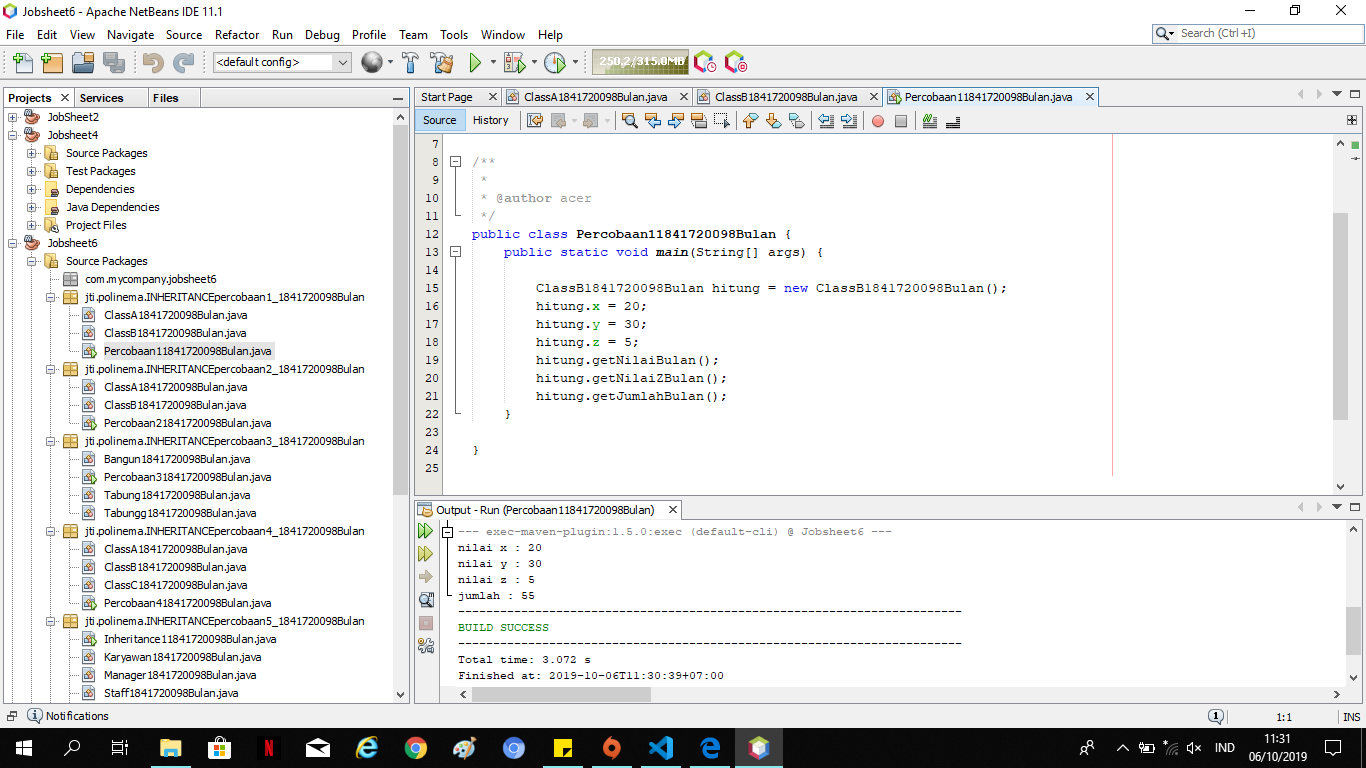 Jobsheet6 - Apache NetBeans IDE 11.1
File Edit View Navigate Source Refactor Run Debug Profile Team Tools Window Help
Search (Ctrl+I)
<default config>
250,2/315,0MB
Projects
Services
Files
JobSheet2
Jobsheet4
Source Packages
Test Packages
Dependencies
Java Dependencies
Project Files
Jobsheet6
Source Packages
com.mycompany.jobsheet6
jti.polinema.INHERITANCEpercobaan1_1841720098Bulan
ClassA1841720098Bulan.java
ClassB1841720098Bulan.java
Percobaan11841720098Bulan.java
jti.polinema.INHERITANCEpercobaan2_1841720098Bulan
ClassA1841720098Bulan.java
ClassB1841720098Bulan.java
Percobaan21841720098Bulan.java
jti.polinema.INHERITANCEpercobaan3_1841720098Bulan
Bangun1841720098Bulan.java
Percobaan31841720098Bulan.java
Tabung1841720098Bulan.java
Tabungg1841720098Bulan.java
jti.polinema.INHERITANCEpercobaan4_1841720098Bulan
ClassA1841720098Bulan.java
ClassB1841720098Bulan.java
ClassC1841720098Bulan.java
Percobaan41841720098Bulan.java
jti.polinema.INHERITANCEpercobaan5_1841720098Bulan
Inheritance11841720098Bulan.java
Karyawan1841720098Bulan.java
Manager1841720098Bulan.java
Staff1841720098Bulan.java
Start Page
ClassA1841720098Bulan.java
ClassB1841720098Bulan.java
Percobaan11841720098Bulan.java
Source History
7
8 /**
9 *
10 * @author acer
11 */
12 public class Percobaan11841720098Bulan {
13 public static void main(String[] args) {
14
15 ClassB1841720098Bulan hitung = new ClassB1841720098Bulan();
16 hitung.x = 20;
17 hitung.y = 30;
18 hitung.z = 5;
19 hitung.getNilaiBulan();
20 hitung.getNilaiZBulan();
21 hitung.getJumlahBulan();
22 }
23
24 }
25
Output - Run (Percobaan11841720098Bulan)
--- exec-maven-plugin:1.5.0:exec (default-cli) @ Jobsheet6 ---
nilai x : 20
nilai y : 30
nilai z : 5
jumlah : 55
------------------------------------------------------------------------
BUILD SUCCESS
------------------------------------------------------------------------
Total time: 3.072 s
Finished at: 2019-10-06T11:30:39+07:00
Notifications
1
1:1
INS
N
IND
11:31
06/10/2019